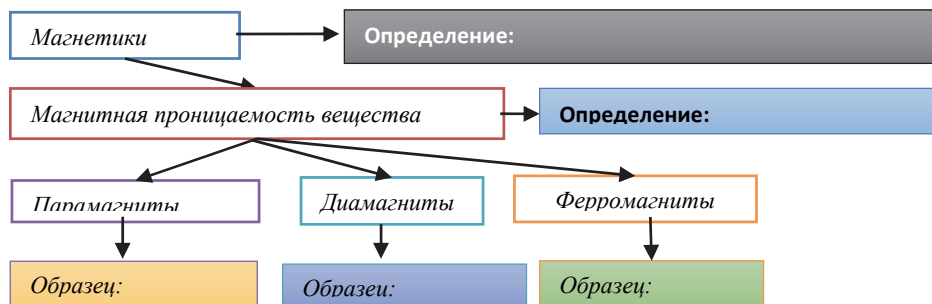 Магнетики
Определение:
Магнитная проницаемость вещества
Определение:
Парамагниты
Диамагниты
Ферромагниты
Образец:
Образец:
Образец: